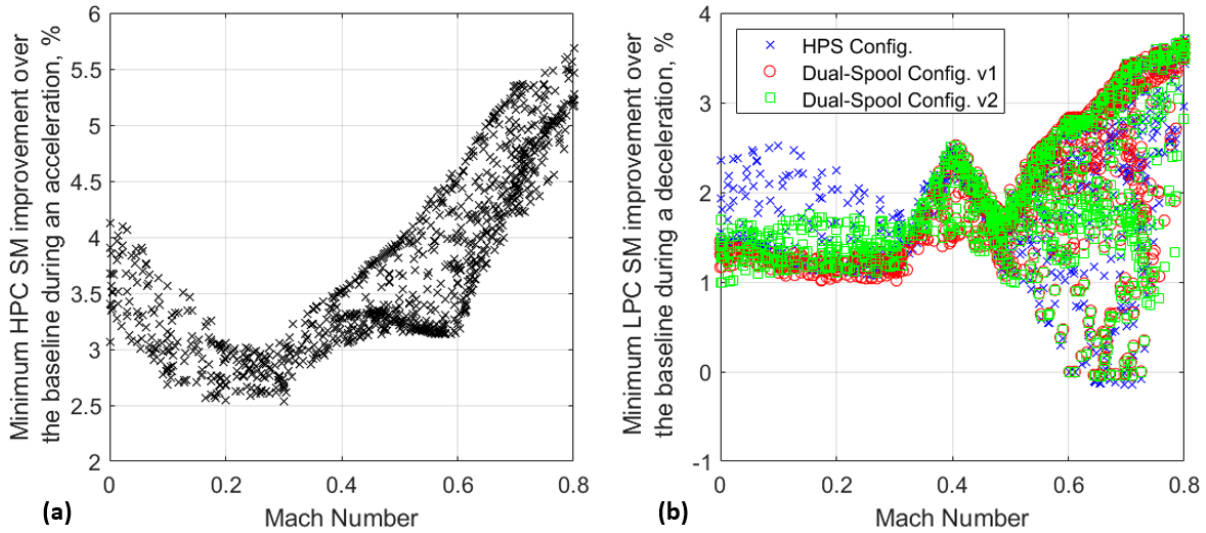 Minimum HPC SM improvement over
the baseline during an acceleration, %
6
5.5
5
4.5
4
3.5
3
2.5
2
0
0.2
0.4
0.6
0.8
(a)
Mach Number
Minimum LPC SM improvement over
the baseline during a deceleration, %
4
3
2
1
0
-1
HPS Config.
Dual-Spool Config. v1
Dual-Spool Config. v2
0
0.2
0.4
0.6
0.8
(b)
Mach Number